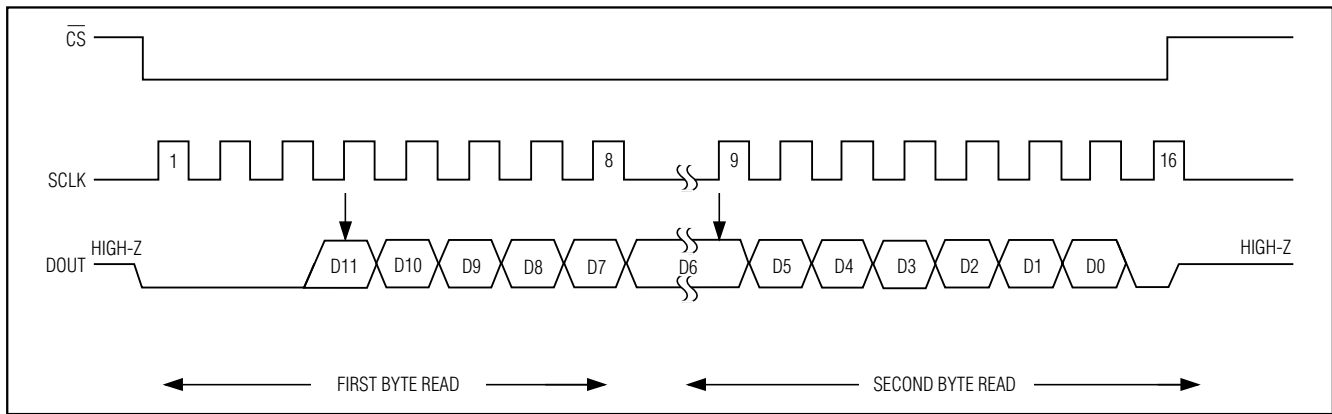 CS
1 8 9 16
SCLK
HIGH-Z HIGH-Z
DOUT D11 D10 D9 D8 D7 D6 D5 D4 D3 D2 D1 D0
FIRST BYTE READ SECOND BYTE READ